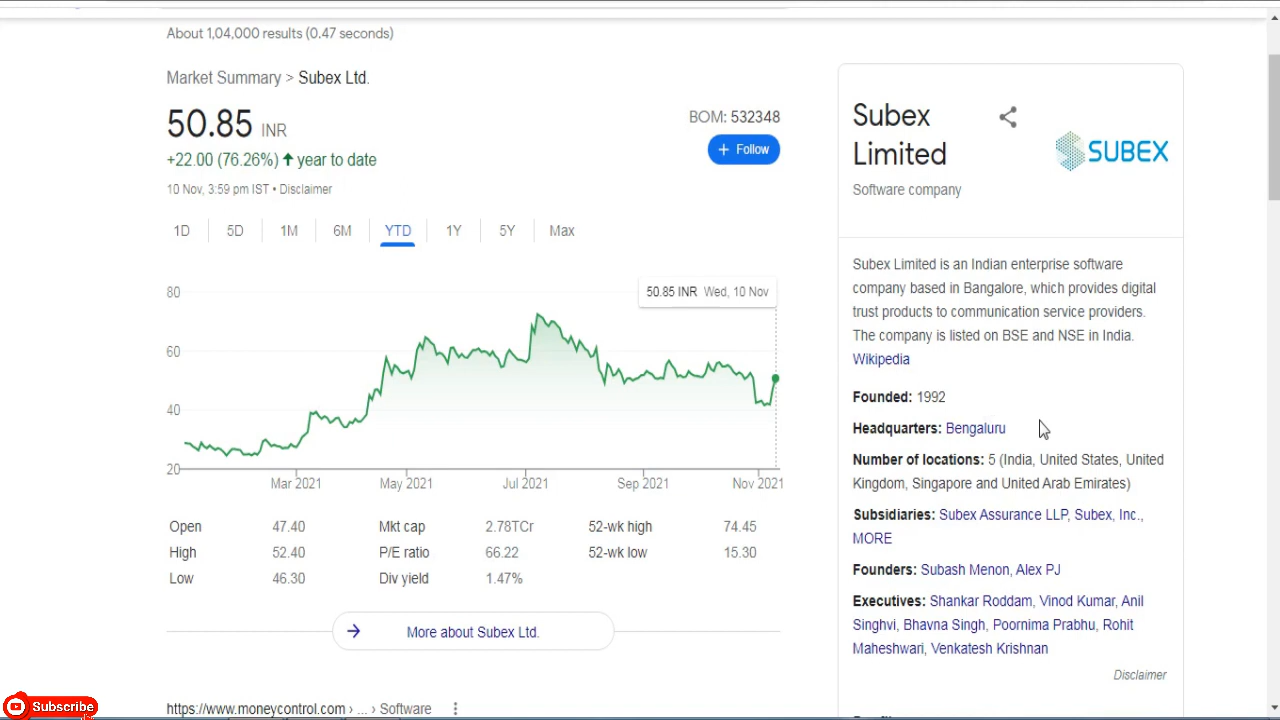 About 1,04,000 results (0.47 seconds)
Market Summary > Subex Ltd.
50.85 INR
+22.00 (76.26%) ↑ year to date
10 Nov, 3:59 pm IST • Disclaimer
BOM: 532348
+ Follow
1D 5D 1M 6M YTD 1Y 5Y Max
50.85 INR Wed, 10 Nov
80
60
40
20
Mar 2021 May 2021 Jul 2021 Sep 2021 Nov 2021
Open 47.40 Mkt cap 2.78TCr 52-wk high 74.45
High 52.40 P/E ratio 66.22 52-wk low 15.30
Low 46.30 Div yield 1.47%
More about Subex Ltd.
https://www.moneycontrol.com › ... › Software
Subscribe
Subex
Limited
SUBEX
Software company
Subex Limited is an Indian enterprise software
company based in Bangalore, which provides digital
trust products to communication service providers.
The company is listed on BSE and NSE in India.
Wikipedia
Founded: 1992
Headquarters: Bengaluru
Number of locations: 5 (India, United States, United
Kingdom, Singapore and United Arab Emirates)
Subsidiaries: Subex Assurance LLP, Subex, Inc.,
MORE
Founders: Subash Menon, Alex PJ
Executives: Shankar Roddam, Vinod Kumar, Anil
Singhvi, Bhavna Singh, Poornima Prabhu, Rohit
Maheshwari, Venkatesh Krishnan
Disclaimer